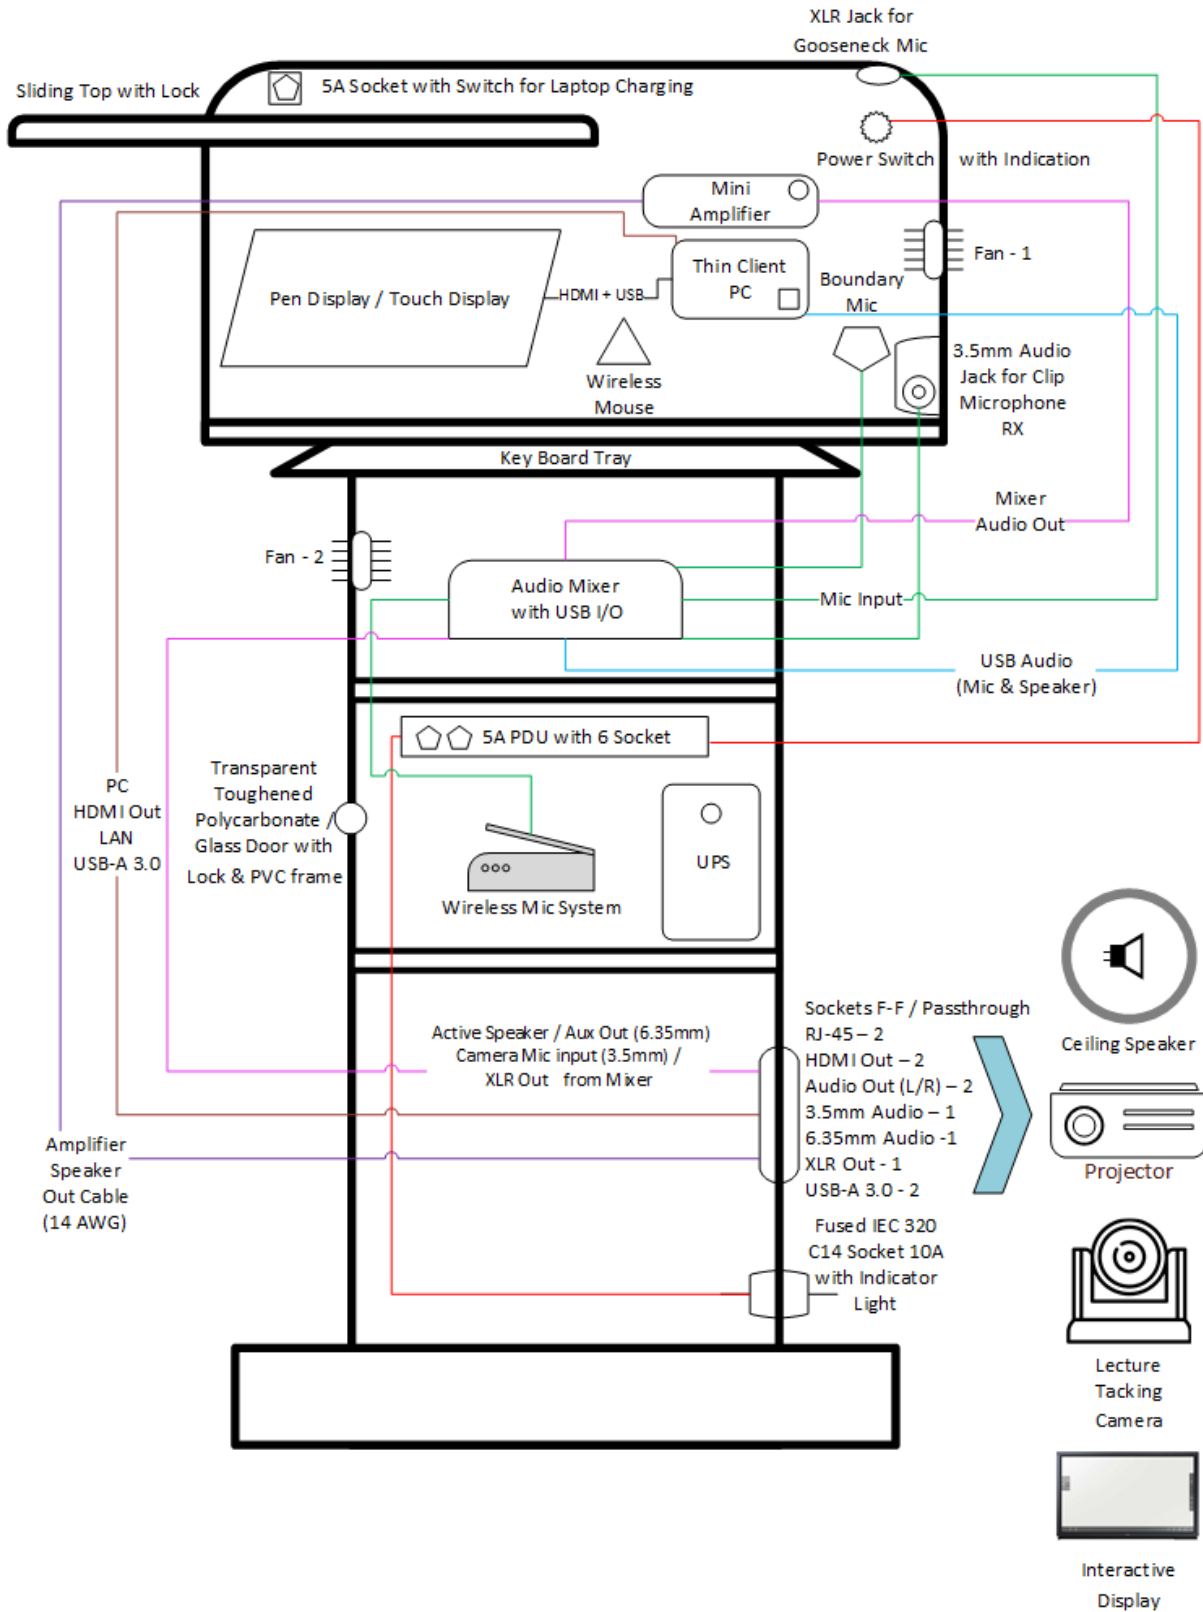 XLR Jack for
Gooseneck Mic
5A Socket with Switch for Laptop Charging
Sliding Top with Lock
Power Switch with Indication
Mini
Amplifier
Fan - 1
Thin Client
PC
Boundary
Mic
Pen Display / Touch Display
HDMI + USB
3.5mm Audio
Jack for Clip
Microphone
RX
Wireless
Mouse
Key Board Tray
Mixer
Audio Out
Fan - 2
Audio Mixer
with USB I/O
Mic Input
USB Audio
(Mic & Speaker)
5A PDU with 6 Socket
Transparent
Toughened
Polycarbonate /
Glass Door with
Lock & PVC frame
PC
HDMI Out
LAN
USB-A 3.0
UPS
Wireless Mic System
Active Speaker / Aux Out (6.35mm)
Camera Mic input (3.5mm) /
XLR Out from Mixer
Sockets F-F / Passthrough
RJ-45 – 2
HDMI Out – 2
Audio Out (L/R) – 2
3.5mm Audio – 1
6.35mm Audio -1
XLR Out - 1
USB-A 3.0 - 2
Ceiling Speaker
Projector
Amplifier
Speaker
Out Cable
(14 AWG)
Fused IEC 320
C14 Socket 10A
with Indicator
Light
Lecture
Tacking
Camera
Interactive
Display